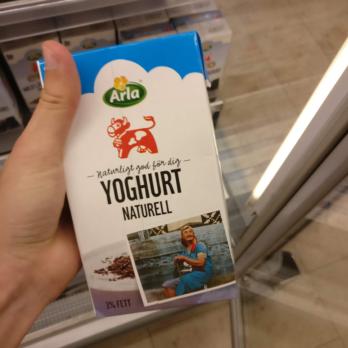 Arla
Naturligt god för dig
YOGHURT
NATURELL
3% FETT